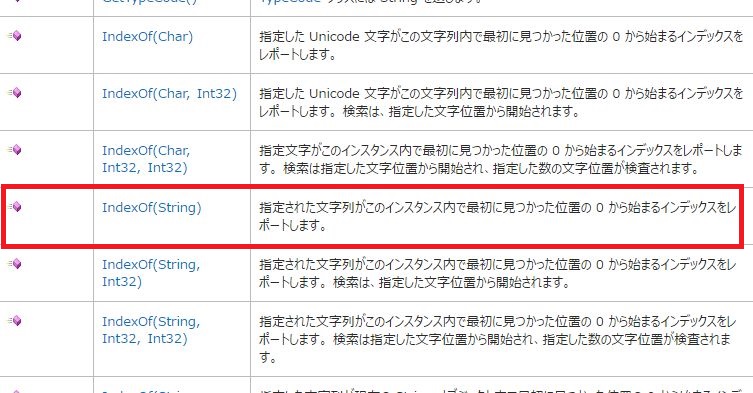 GetTypeCode()
TypeCode クラスには String を返します。
IndexOf(Char)
指定した Unicode 文字がこの文字列内で最初に見つかった位置の 0 から始まるインデックスを
レポートします。
IndexOf(Char, Int32)
指定した Unicode 文字がこの文字列内で最初に見つかった位置の 0 から始まるインデックスを
レポートします。 検索は、指定した文字位置から開始されます。
IndexOf(Char,
Int32, Int32)
指定文字がこのインスタンス内で最初に見つかった位置の 0 から始まるインデックスをレポートしま
す。 検索は指定した文字位置から開始され、指定した数の文字位置が検査されます。
IndexOf(String)
指定された文字列がこのインスタンス内で最初に見つかった位置の 0 から始まるインデックスをレ
ポートします。
IndexOf(String,
Int32)
指定された文字列がこのインスタンス内で最初に見つかった位置の 0 から始まるインデックスをレ
ポートします。 検索は、指定した文字位置から開始されます。
IndexOf(String,
Int32, Int32)
指定された文字列がこのインスタンス内で最初に見つかった位置の 0 から始まるインデックスをレ
ポートします。 検索は指定した文字位置から開始され、指定した数の文字位置が検査されま
す。